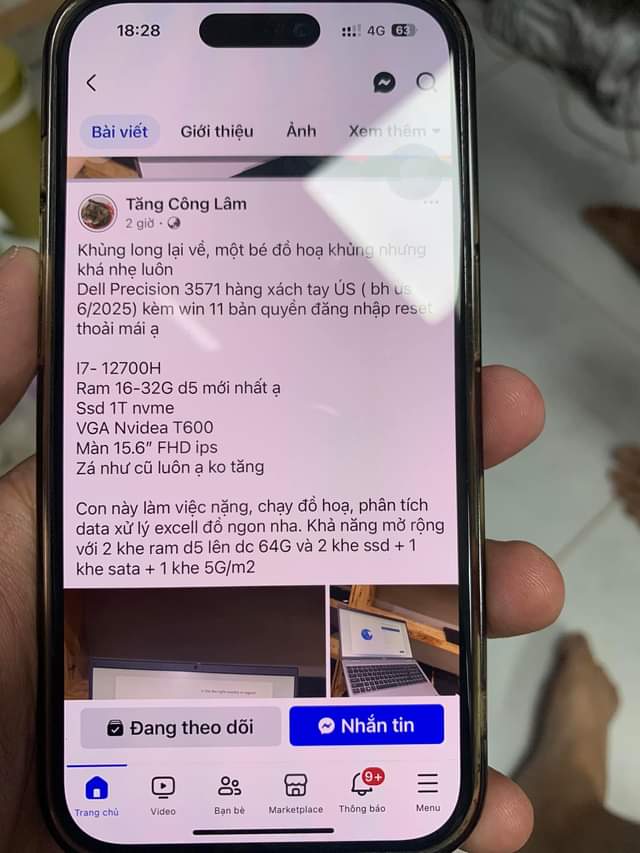 18:28
4G 63
Bài viết Giới thiệu Ảnh Xem thêm
Tăng Công Lâm
2 giờ ·
Khủng long lại về, một bé đồ hoạ khủng nhưng
khá nhẹ luôn
Dell Precision 3571 hàng xách tay ÚS ( bh us
6/2025) kèm win 11 bản quyền đăng nhập reset
thoải mái ạ
I7- 12700H
Ram 16-32G d5 mới nhất ạ
Ssd 1T nvme
VGA Nvidea T600
Màn 15.6” FHD ips
Zá như cũ luôn ạ ko tăng
Con này làm việc nặng, chạy đồ hoạ, phân tích
data xử lý excell đồ ngon nha. Khả năng mở rộng
với 2 khe ram d5 lên dc 64G và 2 khe ssd + 1
khe sata + 1 khe 5G/m2
Đang theo dõi Nhắn tin
9+
Trang chủ Video Bạn bè Marketplace Thông báo Menu